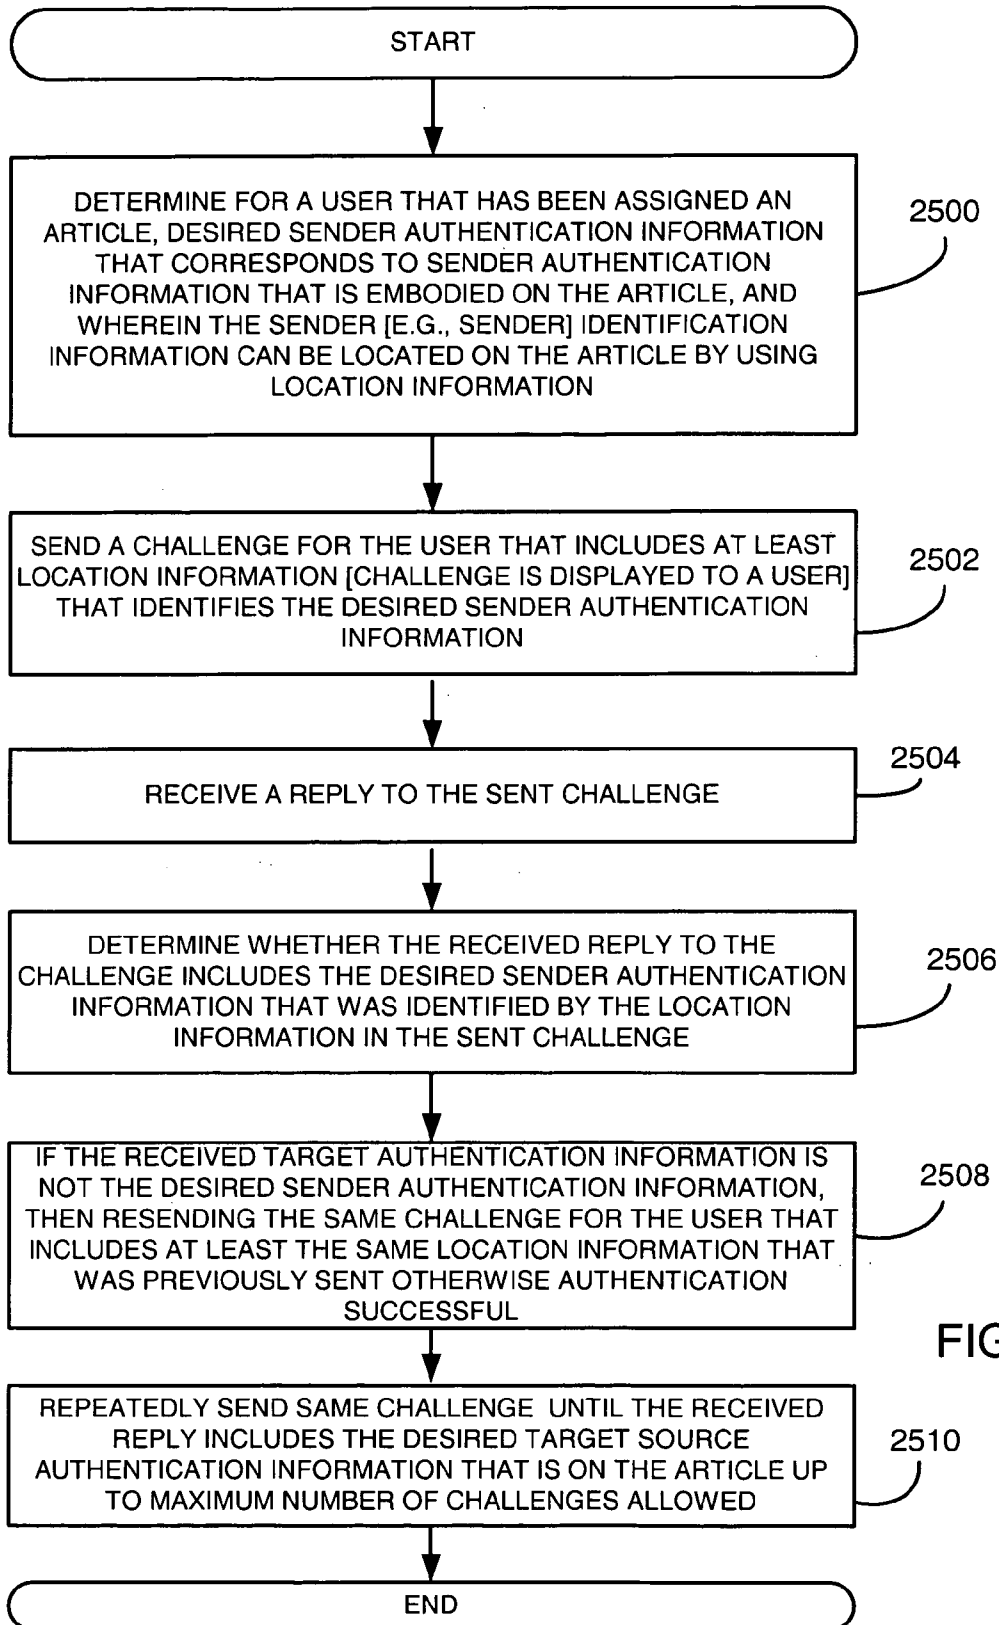 START
DETERMINE FOR A USER THAT HAS BEEN ASSIGNED AN
ARTICLE, DESIRED SENDER AUTHENTICATION INFORMATION
THAT CORRESPONDS TO SENDER AUTHENTICATION
INFORMATION THAT IS EMBODIED ON THE ARTICLE, AND
WHEREIN THE SENDER [E.G., SENDER] IDENTIFICATION
INFORMATION CAN BE LOCATED ON THE ARTICLE BY USING
LOCATION INFORMATION
2500
SEND A CHALLENGE FOR THE USER THAT INCLUDES AT LEAST
LOCATION INFORMATION [CHALLENGE IS DISPLAYED TO A USER]
THAT IDENTIFIES THE DESIRED SENDER AUTHENTICATION
INFORMATION
2502
RECEIVE A REPLY TO THE SENT CHALLENGE
2504
DETERMINE WHETHER THE RECEIVED REPLY TO THE
CHALLENGE INCLUDES THE DESIRED SENDER AUTHENTICATION
INFORMATION THAT WAS IDENTIFIED BY THE LOCATION
INFORMATION IN THE SENT CHALLENGE
2506
IF THE RECEIVED TARGET AUTHENTICATION INFORMATION IS
NOT THE DESIRED SENDER AUTHENTICATION INFORMATION,
THEN RESENDING THE SAME CHALLENGE FOR THE USER THAT
INCLUDES AT LEAST THE SAME LOCATION INFORMATION THAT
WAS PREVIOUSLY SENT OTHERWISE AUTHENTICATION
SUCCESSFUL
2508
FIG
REPEATEDLY SEND SAME CHALLENGE UNTIL THE RECEIVED
REPLY INCLUDES THE DESIRED TARGET SOURCE
AUTHENTICATION INFORMATION THAT IS ON THE ARTICLE UP
TO MAXIMUM NUMBER OF CHALLENGES ALLOWED
2510
END